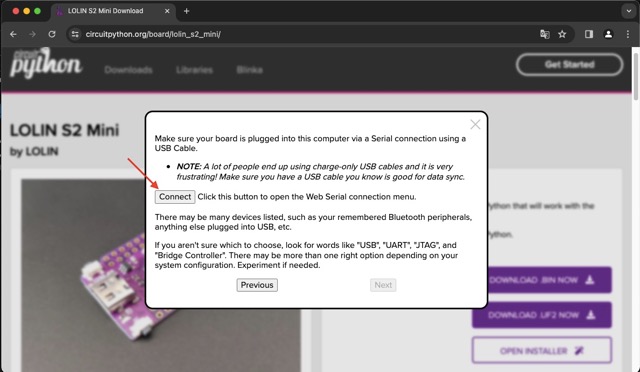 LOLIN S2 Mini Download
circuitpython.org/board/lolin_s2_mini/
circuit
python
Downloads
Libraries
Blinka
Get Started
LOLIN S2 Mini
by LOLIN
Make sure your board is plugged into this computer via a Serial connection using a
USB Cable.
• NOTE: A lot of people end up using charge-only USB cables and it is very
frustrating! Make sure you have a USB cable you know is good for data sync.
Connect Click this button to open the Web Serial connection menu.
There may be many devices listed, such as your remembered Bluetooth peripherals,
anything else plugged into USB, etc.
If you aren't sure which to choose, look for words like "USB", "UART", "JTAG", and
"Bridge Controller". There may be more than one right option depending on your
system configuration. Experiment if needed.
Previous
Next
Python that will work with the
Python.
DOWNLOAD .BIN NOW
DOWNLOAD .UF2 NOW
OPEN INSTALLER